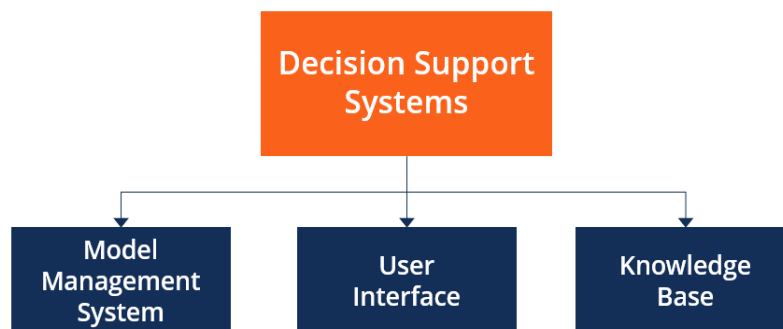 Decision Support
Systems
Model
Management
System
User
Interface
Knowledge
Base